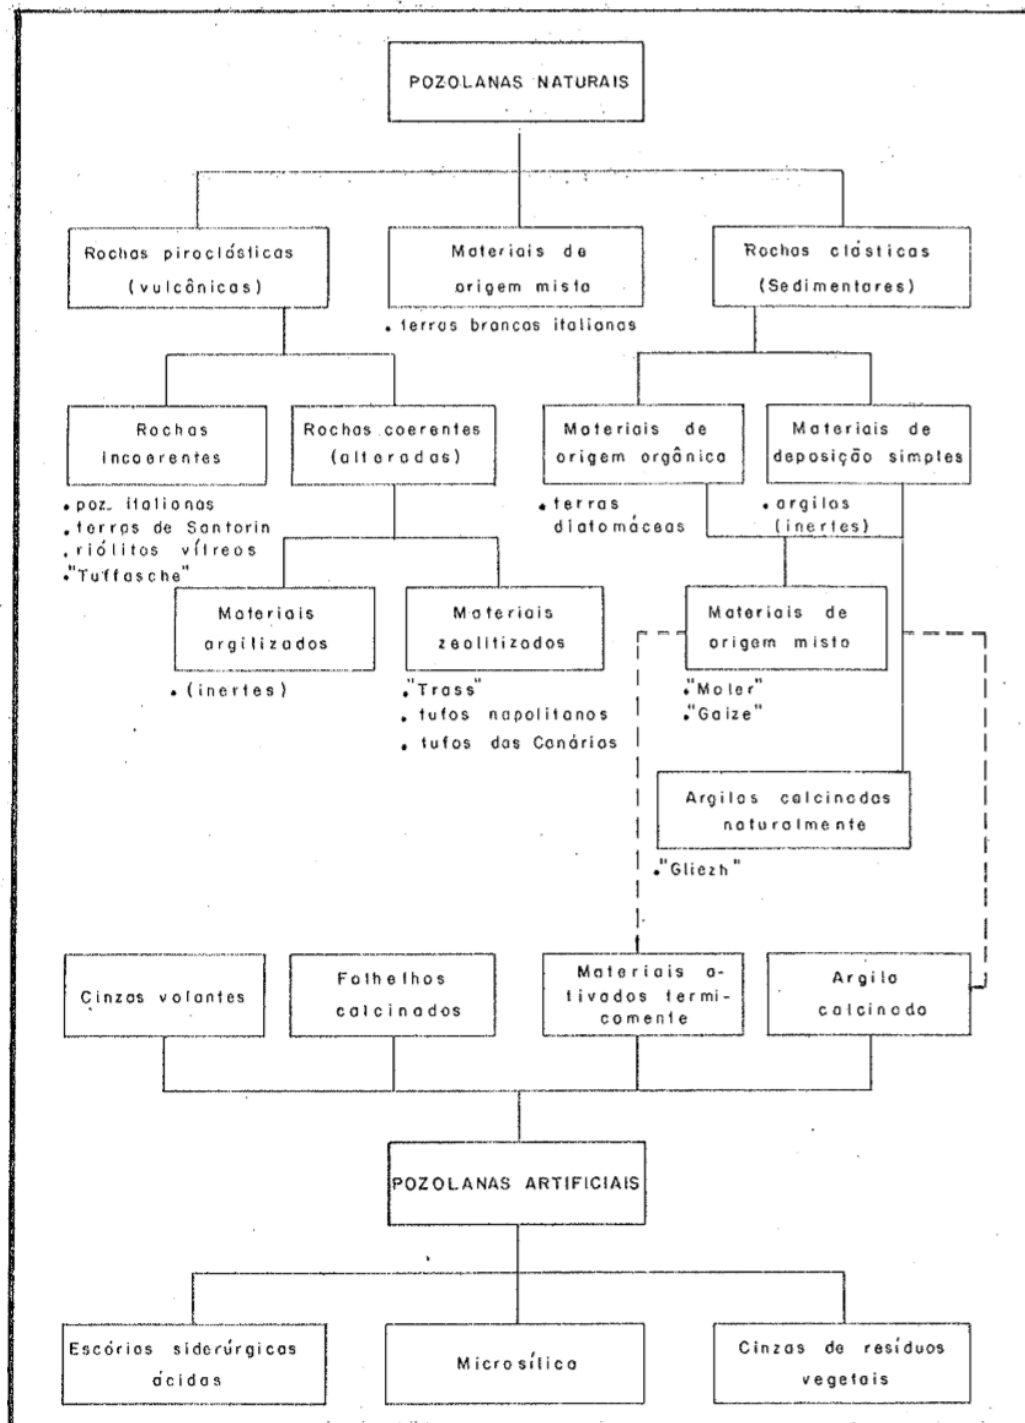 POZOLANAS NATURAIS
Rochas piroclásticas
(vulcônicas)
Materiais de
origem mista
• terras brancas italianas
Rochas clásticas
(Sedimentares)
Rochas
incoerentes
• poz. italianas
• terras de Santorin
• riólitos vítreos
• "Tuffasche"
Rochas coerentes
(alteradas)
Materiais de
origem orgânica
• terras
diatomáceas
Materiais de
deposição simples
• argilas
(inertes)
Materiais
argilizados
• (inertes)
Materiais
zeolitizados
• "Trass"
• tufos napolitanos
• tufos das Canárias
Materiais de
origem mista
• "Moler"
• "Gaize"
Argilas calcinadas
naturalmente
• "Gliezh"
Cinzas volantes
Folhelhos
calcinados
Materiais a-
tivados termi-
camente
Argila
calcinada
POZOLANAS ARTIFICIAIS
Escórias siderúrgicas
ácidas
Microsílica
Cinzas de resíduos
vegetais